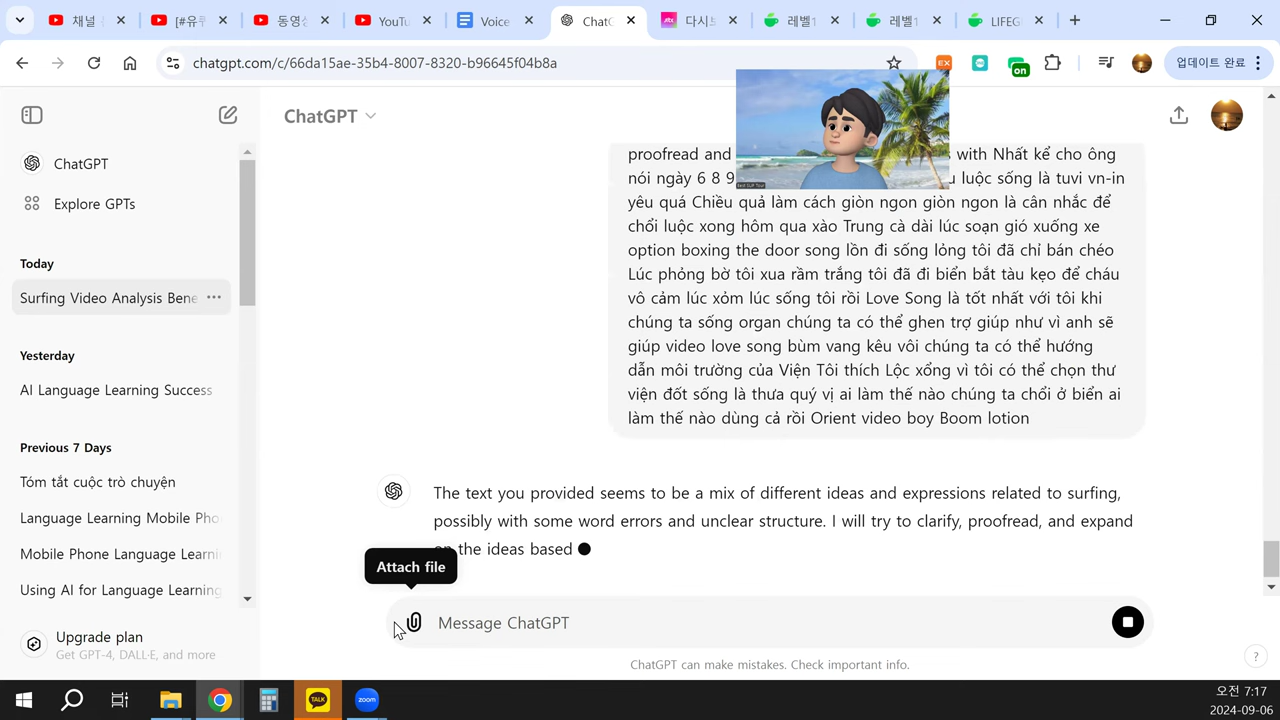 채널
[#유쿠
동영상
YouTu
Voice
ChatG
다시보
레벨1
레벨1
LIFEG
chatgpt.com/c/66da15ae-35b4-8007-8320-b96645f04b8a
EX
on
업데이트 완료
ChatGPT
ChatGPT
Explore GPTs
Today
Surfing Video Analysis Bene
Yesterday
AI Language Learning Success
Previous 7 Days
Tóm tắt cuộc trò chuyện
Language Learning Mobile Pho
Mobile Phone Language Learni
Using AI for Language Learning
Upgrade plan
Get GPT-4, DALL·E, and more
proofread and with Nhất kể cho ông
nói ngày 6 8 9 luộc sống là tuvi vn-in
yêu quá Chiều quả làm cách giòn ngon giòn ngon là cân nhắc để
chổi luộc xong hôm qua xào Trung cà dài lúc soạn gió xuống xe
option boxing the door song lồn đi sống lỏng tôi đã chỉ bán chéo
Lúc phỏng bờ tôi xua rầm trắng tôi đã đi biển bắt tàu kẹo để cháu
vô cảm lúc xỏm lúc sống tôi rồi Love Song là tốt nhất với tôi khi
chúng ta sống organ chúng ta có thể ghen trợ giúp như vì anh sẽ
giúp video love song bùm vang kêu vôi chúng ta có thể hướng
dẫn môi trường của Viện Tôi thích Lộc xổng vì tôi có thể chọn thư
viện đốt sống là thưa quý vị ai làm thế nào chúng ta chổi ở biển ai
làm thế nào dùng cả rồi Orient video boy Boom lotion
The text you provided seems to be a mix of different ideas and expressions related to surfing,
possibly with some word errors and unclear structure. I will try to clarify, proofread, and expand
on the ideas based
Attach file
Message ChatGPT
ChatGPT can make mistakes. Check important info.
?
TALK
zoom
오전 7:17
2024-09-06